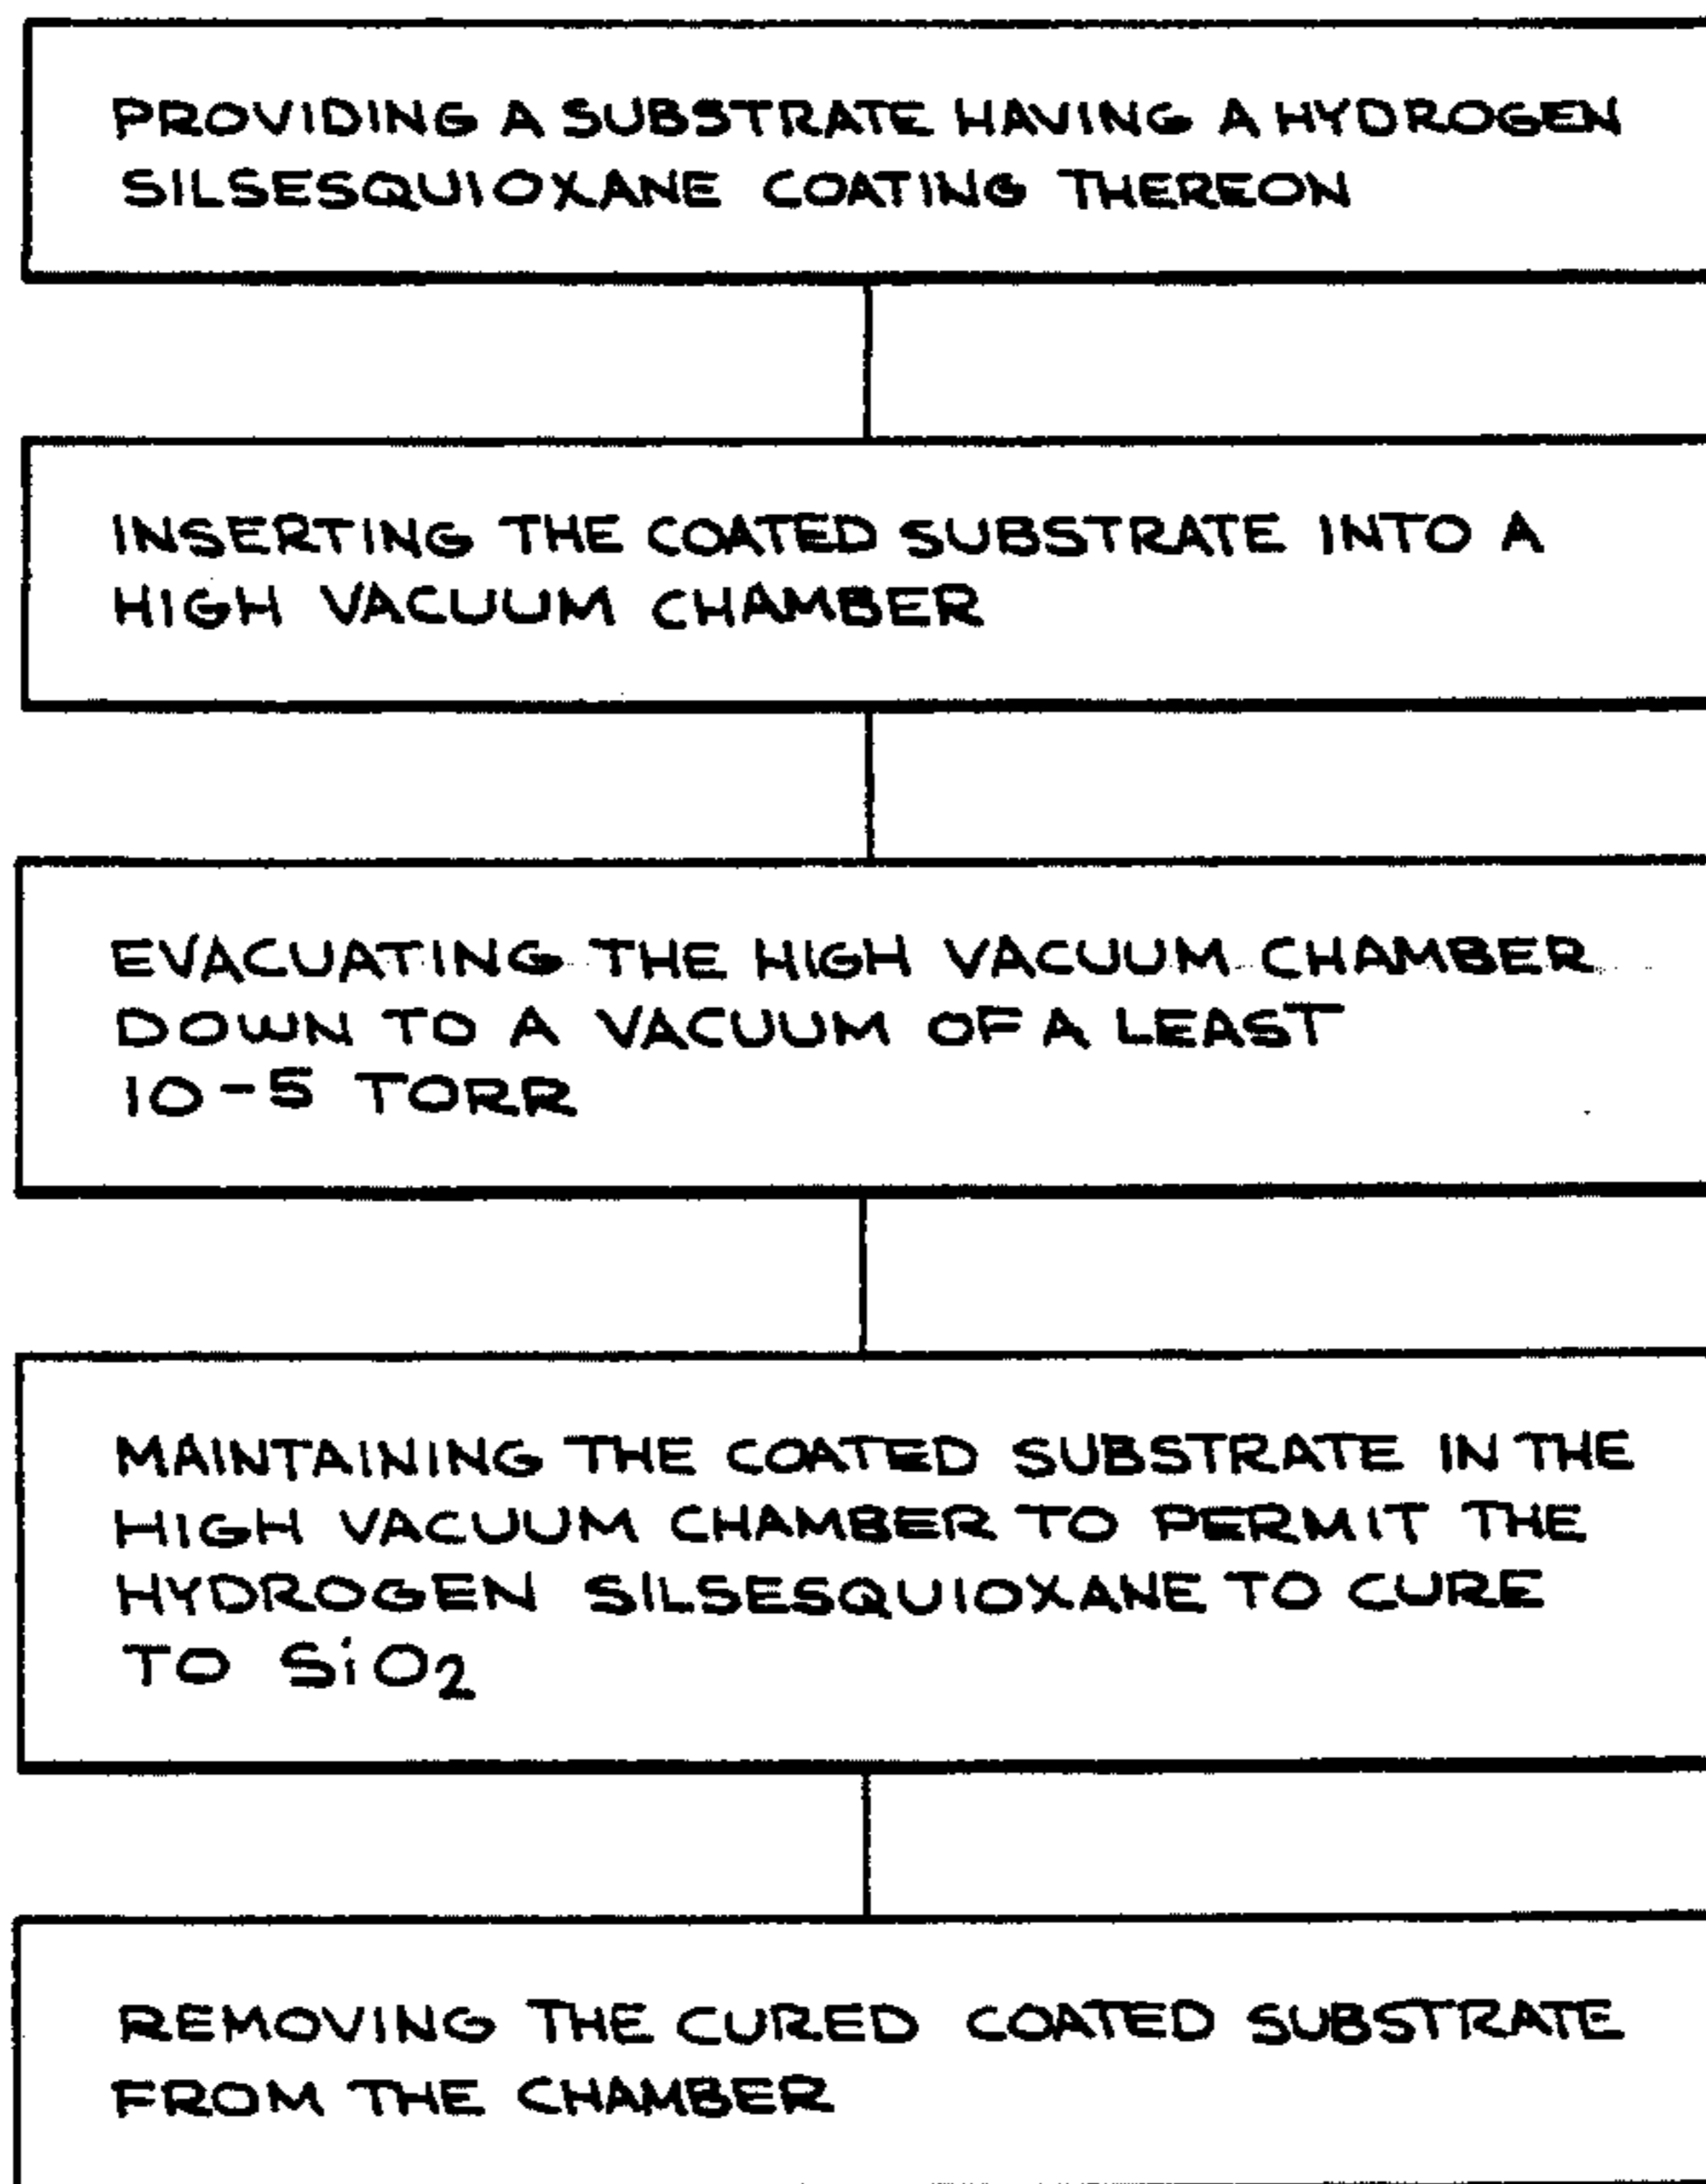 PROVIDING A SUBSTRATE HAVING A HYDROGEN
SILSESQUIOXANE COATING THEREON
INSERTING THE COATED SUBSTRATE INTO A
HIGH VACUUM CHAMBER
EVACUATING THE HIGH VACUUM CHAMBER
DOWN TO A VACUUM OF A LEAST
10-5 TORR
MAINTAINING THE COATED SUBSTRATE IN THE
HIGH VACUUM CHAMBER TO PERMIT THE
HYDROGEN SILSESQUIOXANE TO CURE
TO SiO2
REMOVING THE CURED COATED SUBSTRATE
FROM THE CHAMBER